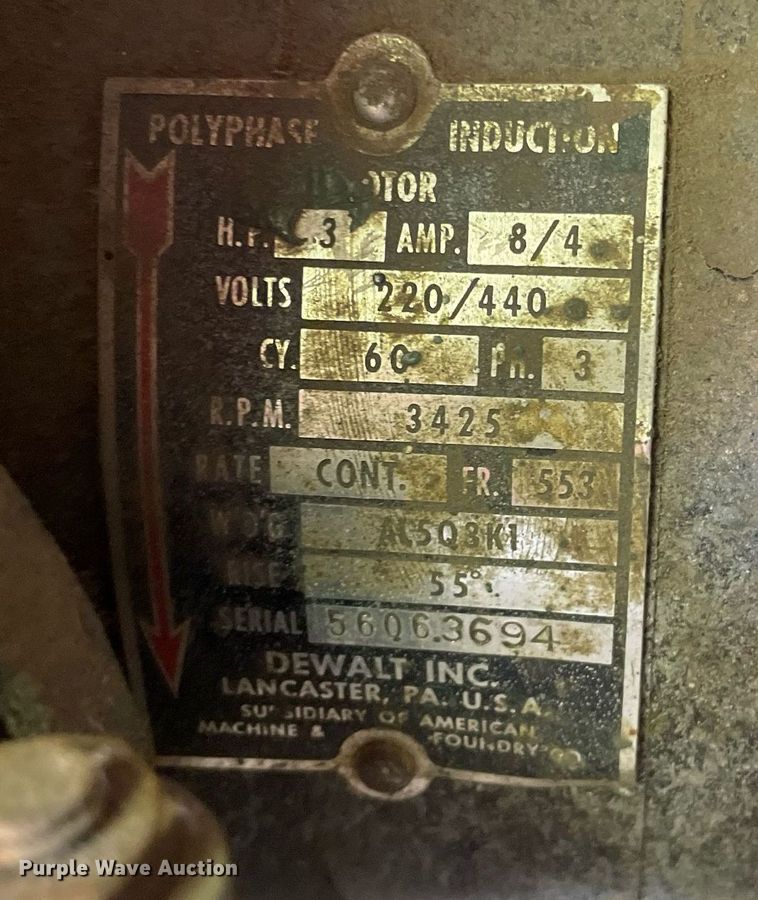 POLYPHASE INDUCTION
MOTOR
H.P. 3 AMP. 8/4
VOLTS 220/440
CY. 60 PH. 3
R.P.M. 3425
RATE CONT. FR. 553
WD'G
RISE 55°C.
SERIAL 56063694
DEWALT INC.
LANCASTER, PA. U.S.A.
SUBSIDIARY OF AMERICAN
MACHINE & FOUNDRY CO
Purple Wave Auction